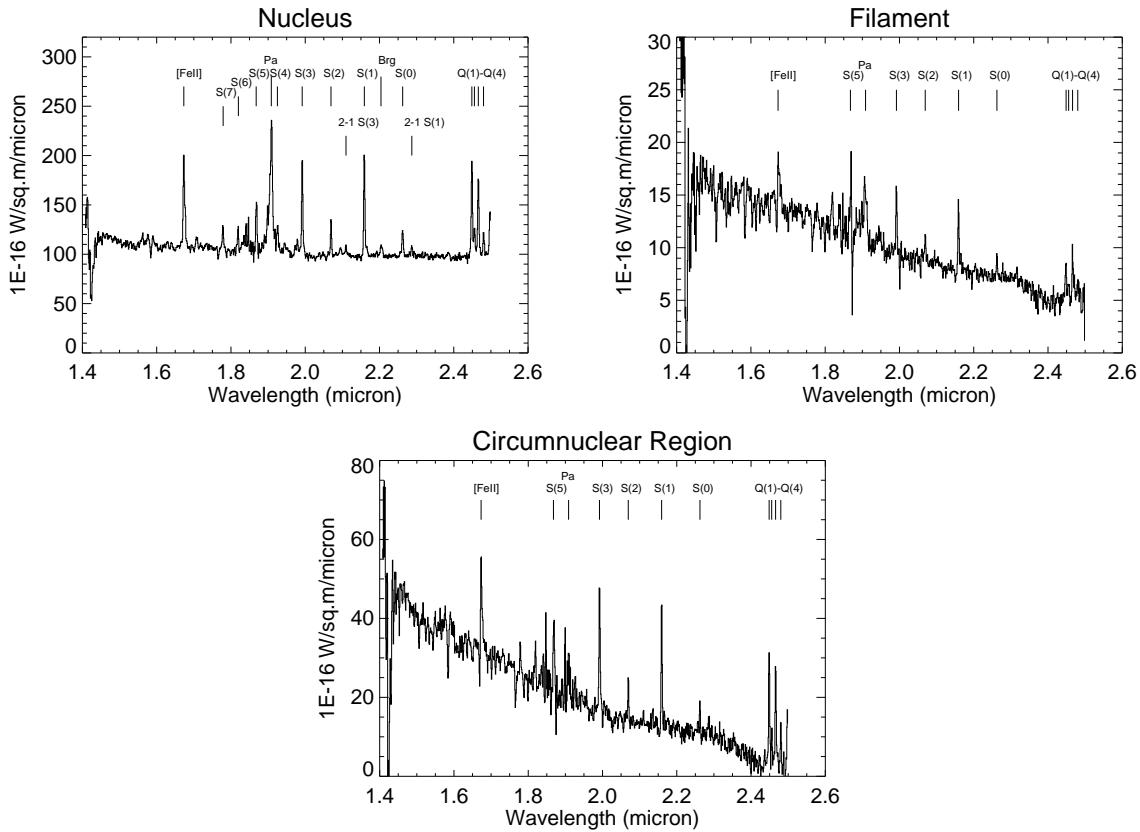 Nucleus
1E-16 W/sq.m/micron
320
300
250
200
150
100
50
0
[FeII]
S(7)
S(6)
Pa
S(5)S(4)
S(3)
S(2)
S(1)
Brg
S(0)
Q(1)-Q(4)
2-1 S(3)
2-1 S(1)
1.4 1.6 1.8 2.0 2.2 2.4 2.6
Wavelength (micron)
Filament
1E-16 W/sq.m/micron
30
25
20
15
10
5
0
Pa
[FeII] S(5) S(3) S(2) S(1) S(0) Q(1)-Q(4)
1.4 1.6 1.8 2.0 2.2 2.4 2.6
Wavelength (micron)
Circumnuclear Region
1E-16 W/sq.m/micron
80
60
40
20
0
Pa
[FeII] S(5) S(3) S(2) S(1) S(0) Q(1)-Q(4)
1.4 1.6 1.8 2.0 2.2 2.4 2.6
Wavelength (micron)